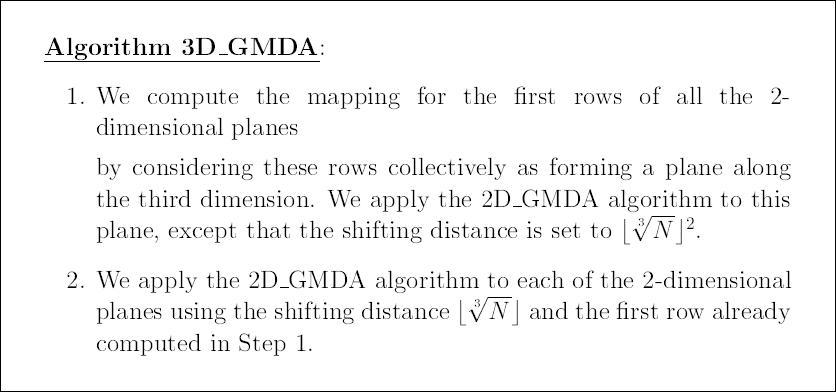 Algorithm 3D_GMDA:
1. We compute the mapping for the first rows of all the 2-
dimensional planes
by considering these rows collectively as forming a plane along
the third dimension. We apply the 2D_GMDA algorithm to this
plane, except that the shifting distance is set to ⌊∛N⌋².
2. We apply the 2D_GMDA algorithm to each of the 2-dimensional
planes using the shifting distance ⌊∛N⌋ and the first row already
computed in Step 1.